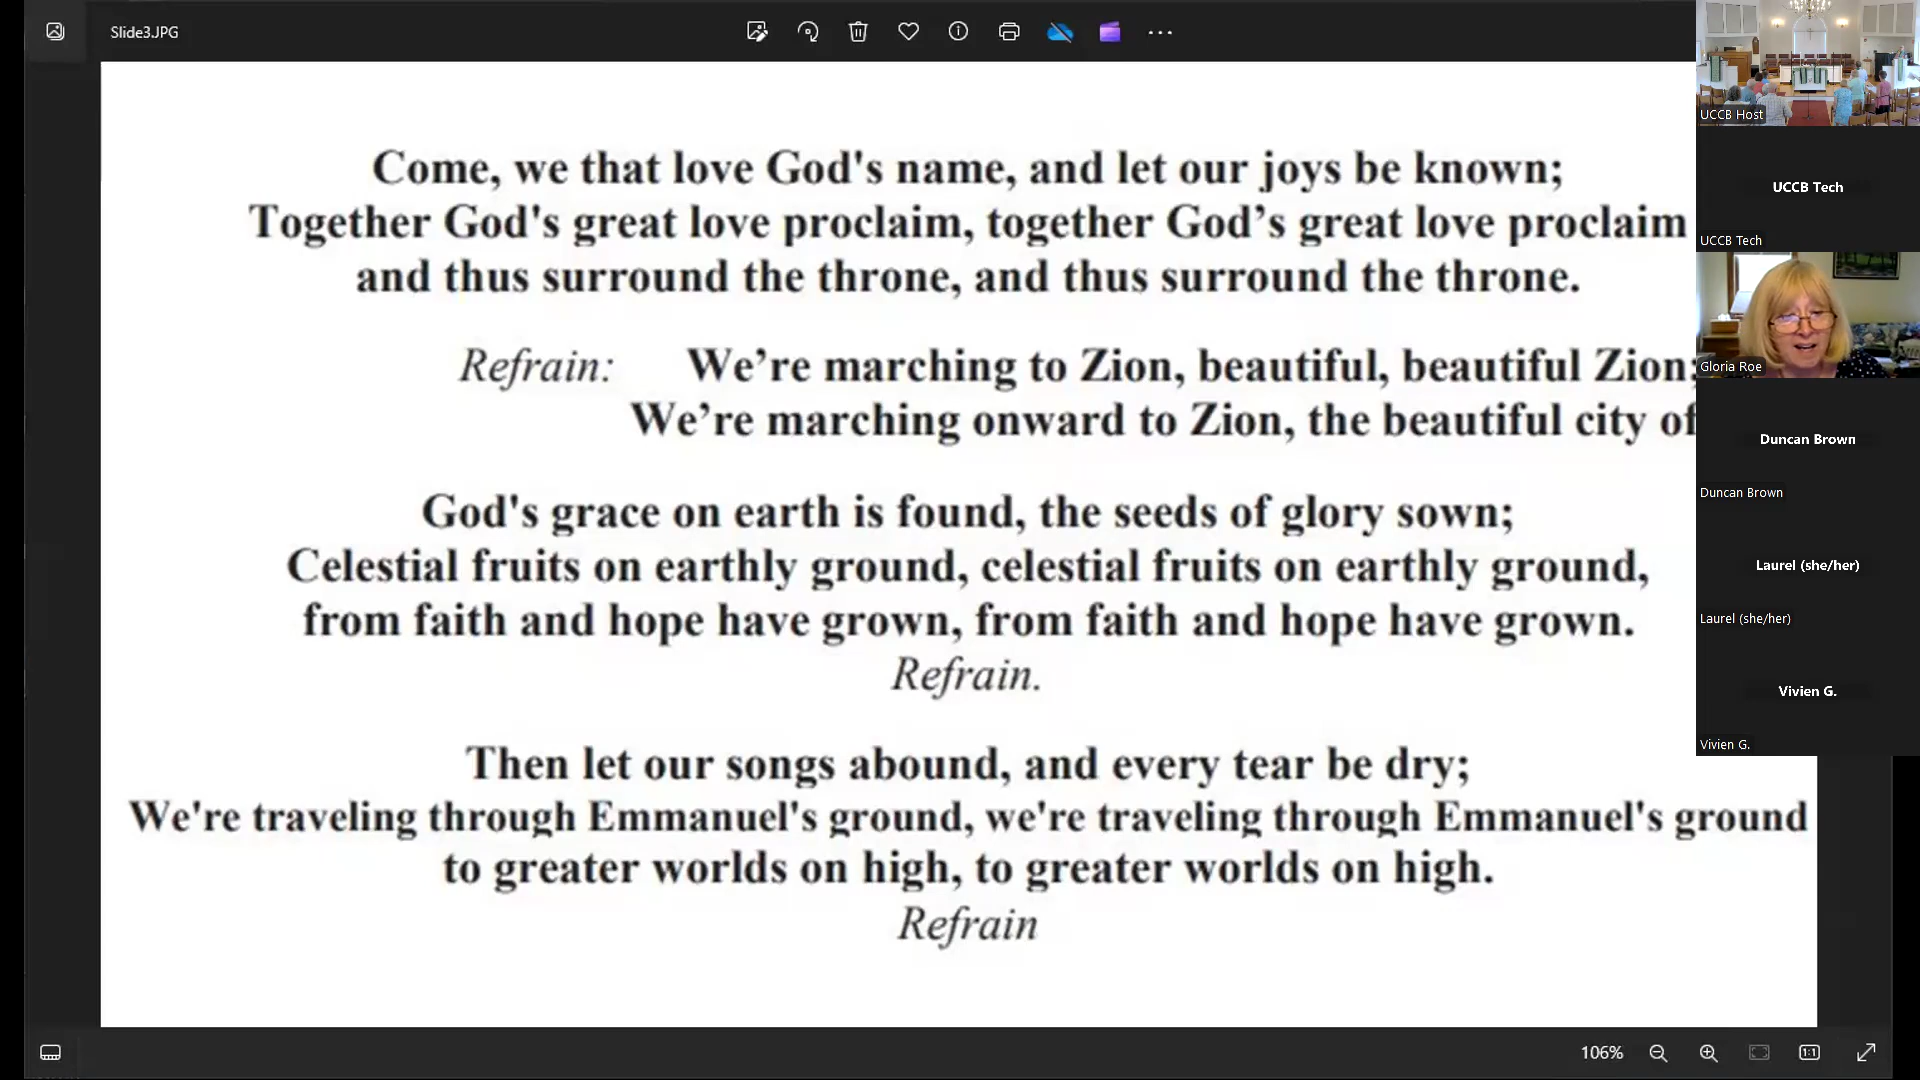 Slide3.JPG
Come, we that love God's name, and let our joys be known;
Together God's great love proclaim, together God’s great love proclaim
and thus surround the throne, and thus surround the throne.
Refrain: We’re marching to Zion, beautiful, beautiful Zion;
We’re marching onward to Zion, the beautiful city of
God's grace on earth is found, the seeds of glory sown;
Celestial fruits on earthly ground, celestial fruits on earthly ground,
from faith and hope have grown, from faith and hope have grown.
Refrain.
Then let our songs abound, and every tear be dry;
We're traveling through Emmanuel's ground, we're traveling through Emmanuel's ground
to greater worlds on high, to greater worlds on high.
Refrain
UCCB Host
UCCB Tech
UCCB Tech
Gloria Roe
Duncan Brown
Duncan Brown
Laurel (she/her)
Laurel (she/her)
Vivien G.
Vivien G.
106%
1:1